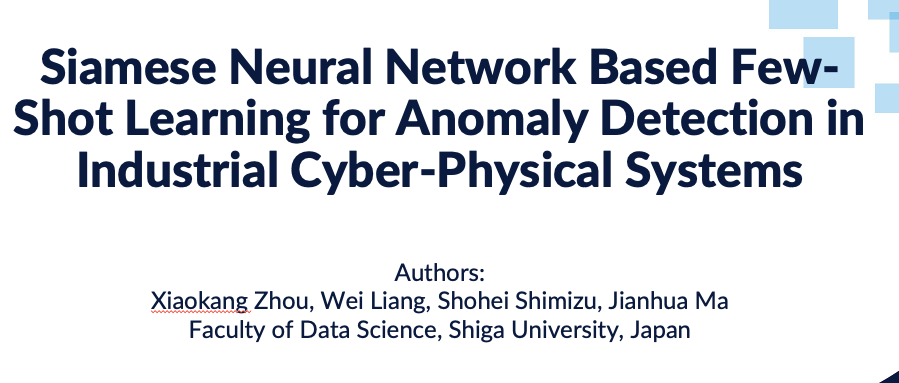 Siamese Neural Network Based Few-
Shot Learning for Anomaly Detection in
Industrial Cyber-Physical Systems
Authors:
Xiaokang Zhou, Wei Liang, Shohei Shimizu, Jianhua Ma
Faculty of Data Science, Shiga University, Japan